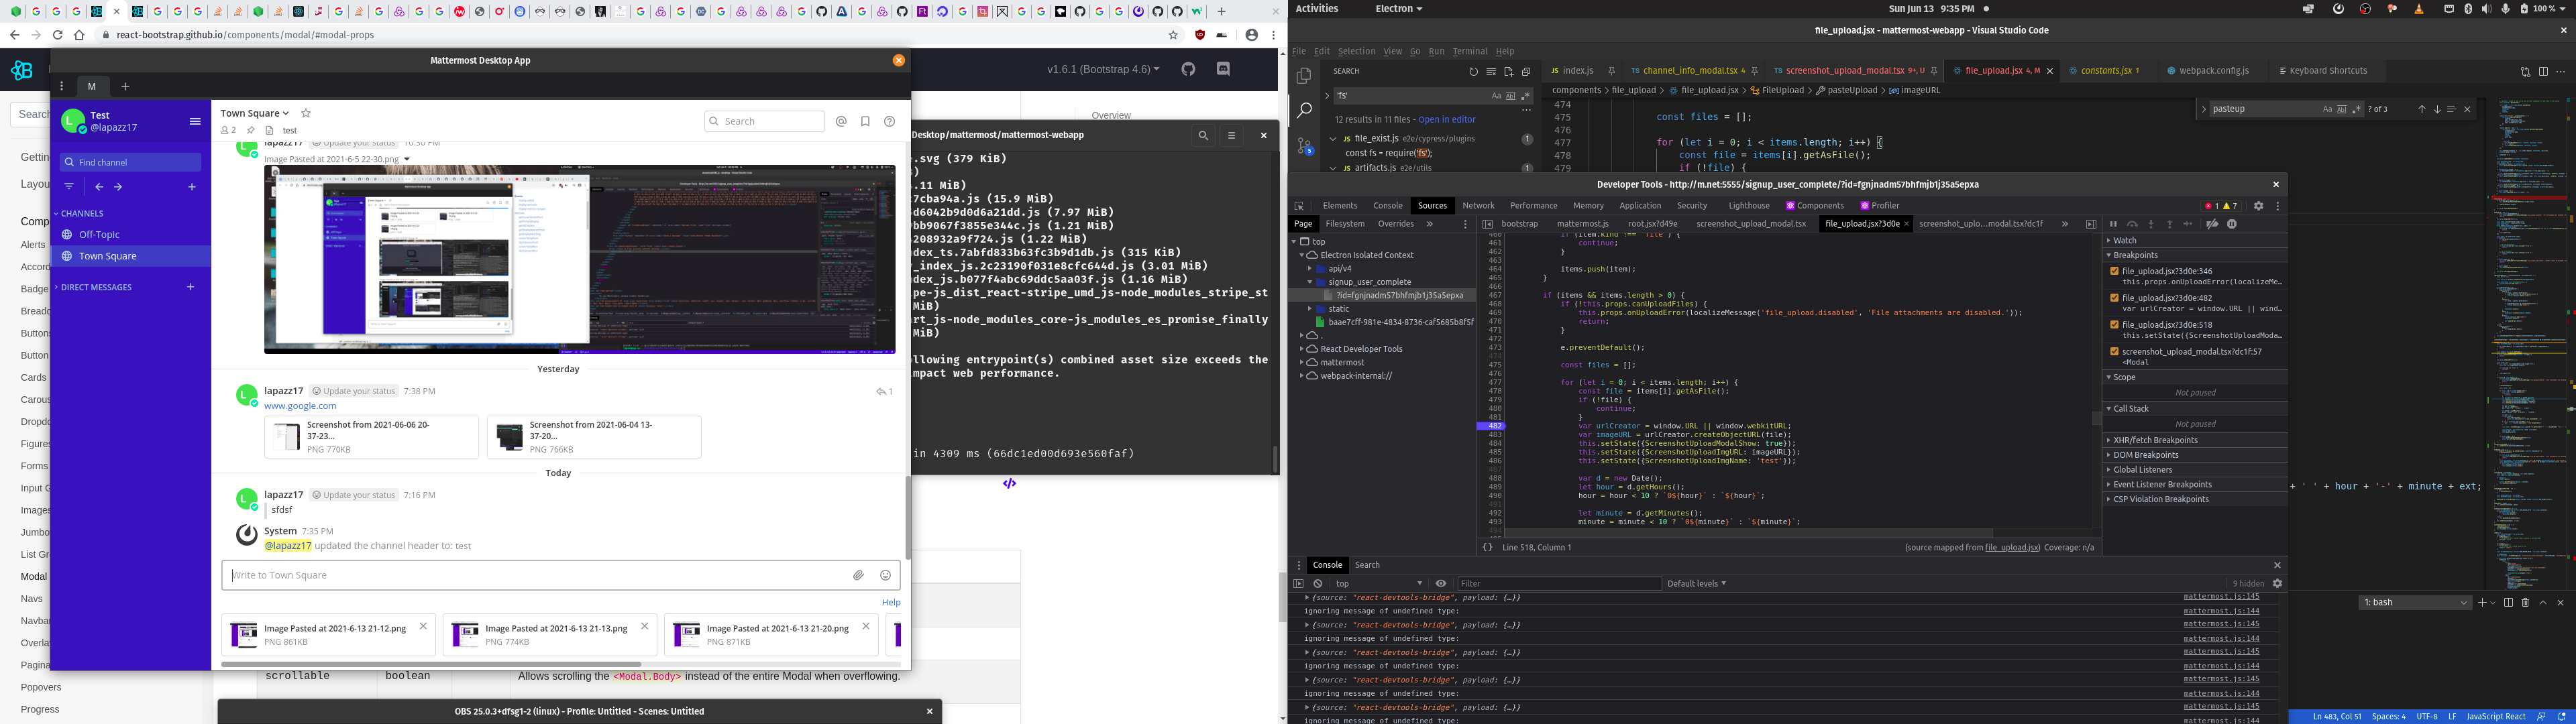 react-bootstrap.github.io/components/modal/#modal-props
Mattermost Desktop App
M
Test
@lapazz17
Find channel
CHANNELS
Off-Topic
Town Square
DIRECT MESSAGES
Town Square
2
test
Search
lapazz17
10:30 PM
Image Pasted at 2021-6-5 22-30.png
Yesterday
lapazz17 Update your status 7:38 PM
1
www.google.com
Screenshot from 2021-06-06 20-
37-23...
PNG 770KB
Screenshot from 2021-06-04 13-
37-20...
PNG 766KB
Today
lapazz17 Update your status 7:16 PM
sfdsf
System 7:35 PM
@lapazz17 updated the channel header to: test
Write to Town Square
Help
Image Pasted at 2021-6-13 21-12.png
PNG 861KB
Image Pasted at 2021-6-13 21-13.png
PNG 774KB
Image Pasted at 2021-6-13 21-20.png
PNG 871KB
v1.6.1 (Bootstrap 4.6)
Search
Overview
Getting
Layou
Comp
Alerts
Accord
Badge
Breadc
Buttons
Button
Cards
Carous
Dropdo
Figures
Forms
Input G
Images
Jumbo
List Gr
Modal
Navs
Navbar
Overlay
Pagina
Popovers
Progress
scrollable boolean Allows scrolling the <Modal.Body> instead of the entire Modal when overflowing.
OBS 25.0.3+dfsg1-2 (linux) - Profile: Untitled - Scenes: Untitled
Desktop/mattermost/mattermost-webapp
e.svg (379 KiB)
)
.11 MiB)
7cba94a.js (15.9 MiB)
6d6042b9d0d6a21dd.js (7.97 MiB)
9bb9067f3855e344c.js (1.21 MiB)
4208932a9f724.js (1.22 MiB)
index_ts.7abfd833b63fc3b9d1db.js (315 KiB)
r_index_js.2c23190f031e8cfc644d.js (3.01 MiB)
ndex_js.b077f4abc69ddc5aa03f.js (1.16 MiB)
ipe-js_dist_react-stripe_umd_js-node_modules_stripe_st
MiB)
art_js-node_modules_core-js_modules_es_promise_finally
MiB)
ollowing entrypoint(s) combined asset size exceeds the
impact web performance.
in 4309 ms (66dc1ed00d693e560faf)
Activities
Electron
Sun Jun 13 9:35 PM
100 %
file_upload.jsx - mattermost-webapp - Visual Studio Code
File Edit Selection View Go Run Terminal Help
SEARCH
'fs'
12 results in 11 files - Open in editor
file_exist.js e2e/cypress/plugins 1
const fs = require('fs');
artifacts.js e2e/utils 1
5
index.js
channel_info_modal.tsx 4
screenshot_upload_modal.tsx 9+, U
file_upload.jsx 4, M
constants.jsx 1
webpack.config.js
Keyboard Shortcuts
components > file_upload > file_upload.jsx > FileUpload > pasteUpload > imageURL
pasteup
? of 3
474
475 const files = [];
476
477 for (let i = 0; i < items.length; i++) {
478 const file = items[i].getAsFile();
479 if (!file) {
Developer Tools - http://m.net:5555/signup_user_complete/?id=fgnjnadm57bhfmjb1j35a5epxa
Elements Console Sources Network Performance Memory Application Security Lighthouse Components Profiler
1 7
Page Filesystem Overrides
bootstrap mattermost.js root.jsx?d49e screenshot_upload_modal.tsx file_upload.jsx?3d0e screenshot_uplo...modal.tsx?dc1f
top
Electron Isolated Context
api/v4
signup_user_complete
?id=fgnjnadm57bhfmjb1j35a5epxa
static
baae7cff-981e-4834-8736-caf5685b8f5f
.
React Developer Tools
mattermost
webpack-internal://
460 if (item.kind !== 'file') {
461 continue;
462 }
463
464 items.push(item);
465 }
466
467 if (items && items.length > 0) {
468 if (!this.props.canUploadFiles) {
469 this.props.onUploadError(localizeMessage('file_upload.disabled', 'File attachments are disabled.'));
470 return;
471 }
472
473 e.preventDefault();
474
475 const files = [];
476
477 for (let i = 0; i < items.length; i++) {
478 const file = items[i].getAsFile();
479 if (!file) {
480 continue;
481 }
482 var urlCreator = window.URL || window.webkitURL;
483 var imageURL = urlCreator.createObjectURL(file);
484 this.setState({ScreenshotUploadModalShow: true});
485 this.setState({ScreenshotUploadImgURL: imageURL});
486 this.setState({ScreenshotUploadImgName: 'test'});
487
488 var d = new Date();
489 let hour = d.getHours();
490 hour = hour < 10 ? `0${hour}` : `${hour}`;
491
492 let minute = d.getMinutes();
493 minute = minute < 10 ? `0${minute}` : `${minute}`;
{} Line 518, Column 1
(source mapped from file_upload.jsx) Coverage: n/a
Watch
Breakpoints
file_upload.jsx?3d0e:346
this.props.onUploadError(localizeMe...
file_upload.jsx?3d0e:482
var urlCreator = window.URL || wind...
file_upload.jsx?3d0e:518
this.setState({ScreenshotUploadModa...
screenshot_upload_modal.tsx?dc1f:57
<Modal
Scope
Not paused
Call Stack
Not paused
XHR/fetch Breakpoints
DOM Breakpoints
Global Listeners
Event Listener Breakpoints
CSP Violation Breakpoints
Console Search
top
Filter
Default levels
9 hidden
{source: "react-devtools-bridge", payload: {…}} mattermost.js:145
ignoring message of undefined type: mattermost.js:144
{source: "react-devtools-bridge", payload: {…}} mattermost.js:145
ignoring message of undefined type: mattermost.js:144
{source: "react-devtools-bridge", payload: {…}} mattermost.js:145
ignoring message of undefined type: mattermost.js:144
{source: "react-devtools-bridge", payload: {…}} mattermost.js:145
ignoring message of undefined type: mattermost.js:144
{source: "react-devtools-bridge", payload: {…}} mattermost.js:145
ignoring message of undefined type: mattermost.js:144
+ ' ' + hour + '-' + minute + ext;
1: bash
Ln 483, Col 51 Spaces: 4 UTF-8 LF JavaScript React